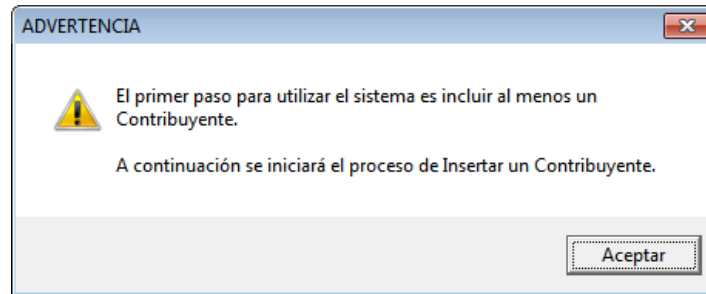 ADVERTENCIA
El primer paso para utilizar el sistema es incluir al menos un
Contribuyente.
A continuación se iniciará el proceso de Insertar un Contribuyente.
Aceptar